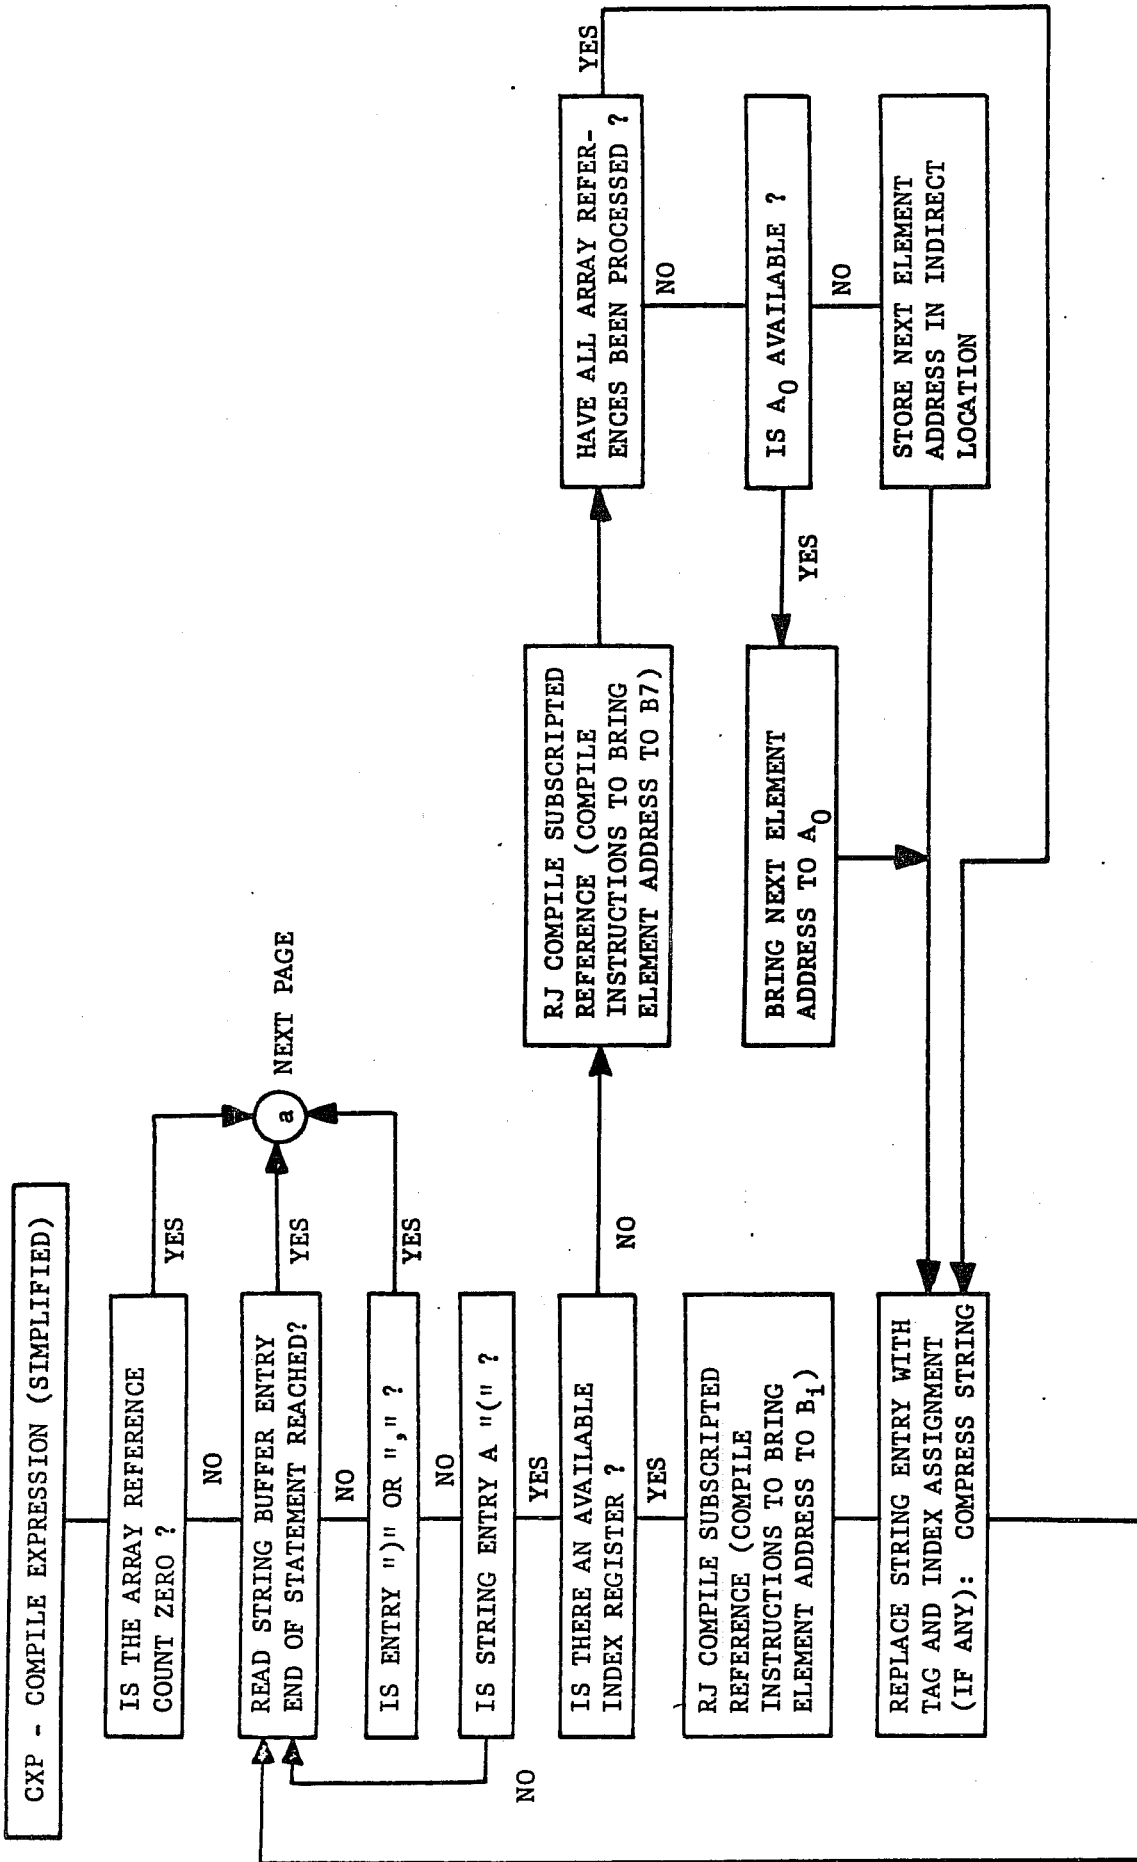 CXP - COMPILE EXPRESSION (SIMPLIFIED)
IS THE ARRAY REFERENCE
COUNT ZERO ?
YES
NO
READ STRING BUFFER ENTRY
END OF STATEMENT REACHED?
YES
a
NEXT PAGE
NO
IS ENTRY ")" OR "," ?
YES
NO
IS STRING ENTRY A "(" ?
NO
YES
IS THERE AN AVAILABLE
INDEX REGISTER ?
NO
YES
RJ COMPILE SUBSCRIPTED
REFERENCE (COMPILE
INSTRUCTIONS TO BRING
ELEMENT ADDRESS TO Bi)
REPLACE STRING ENTRY WITH
TAG AND INDEX ASSIGNMENT
(IF ANY): COMPRESS STRING
RJ COMPILE SUBSCRIPTED
REFERENCE (COMPILE
INSTRUCTIONS TO BRING
ELEMENT ADDRESS TO B7)
HAVE ALL ARRAY REFER-
ENCES BEEN PROCESSED ?
YES
NO
IS A0 AVAILABLE ?
YES
NO
BRING NEXT ELEMENT
ADDRESS TO A0
STORE NEXT ELEMENT
ADDRESS IN INDIRECT
LOCATION